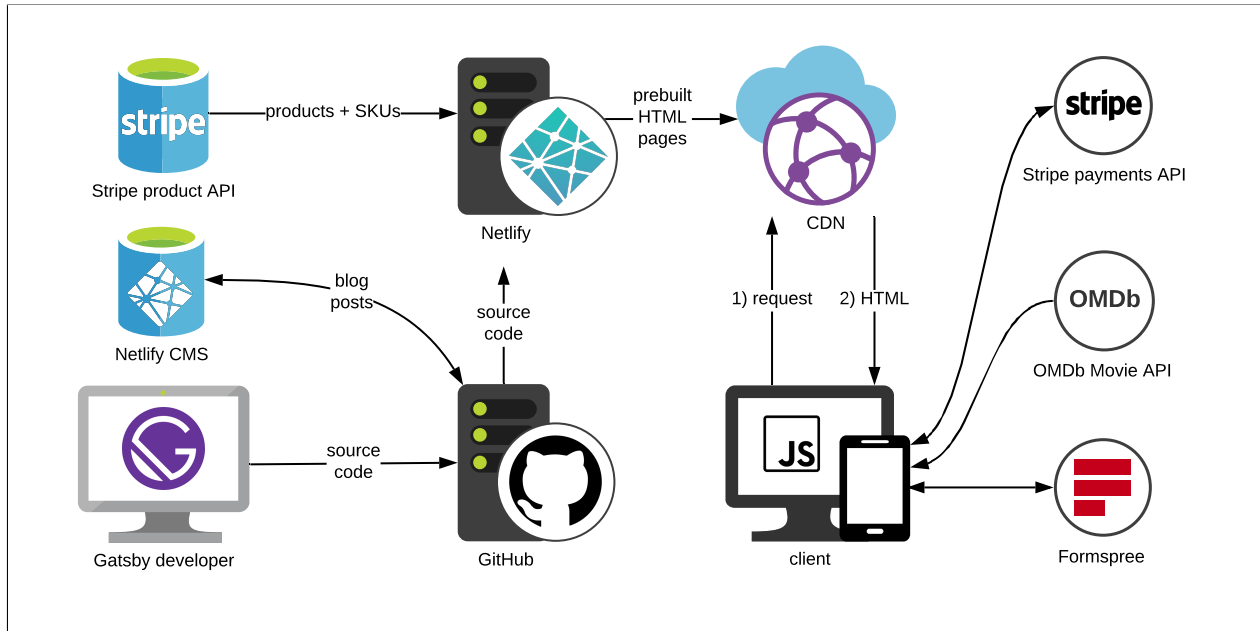 stripe
Stripe product API
products + SKUs
Netlify
prebuilt
HTML
pages
CDN
stripe
Stripe payments API
Netlify CMS
blog
posts
source
code
1) request
2) HTML
OMDb
OMDb Movie API
Gatsby developer
source
code
GitHub
JS
client
Formspree